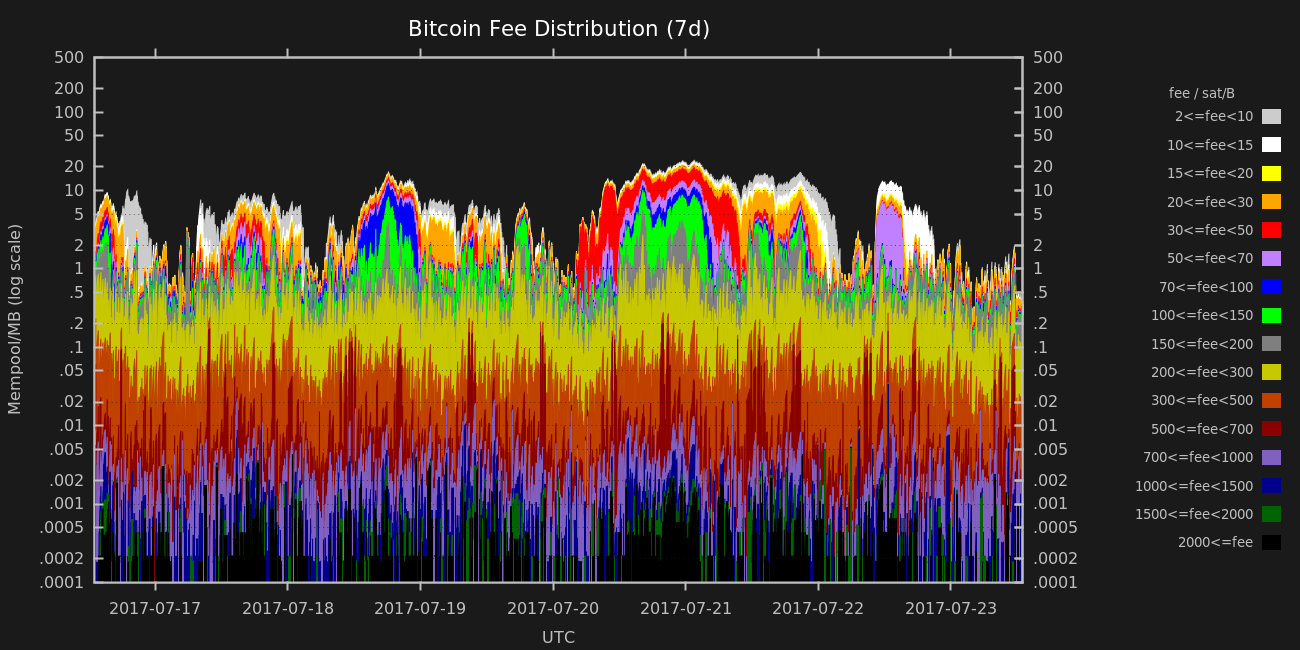 Bitcoin Fee Distribution (7d)
500
200
100
50
20
10
5
2
1
.5
.2
.1
.05
.02
.01
.005
.002
.001
.0005
.0002
.0001
Mempool/MB (log scale)
500
200
100
50
20
10
5
2
1
.5
.2
.1
.05
.02
.01
.005
.002
.001
.0005
.0002
.0001
2017-07-17
2017-07-18
2017-07-19
2017-07-20
2017-07-21
2017-07-22
2017-07-23
UTC
fee / sat/B
2<=fee<10
10<=fee<15
15<=fee<20
20<=fee<30
30<=fee<50
50<=fee<70
70<=fee<100
100<=fee<150
150<=fee<200
200<=fee<300
300<=fee<500
500<=fee<700
700<=fee<1000
1000<=fee<1500
1500<=fee<2000
2000<=fee